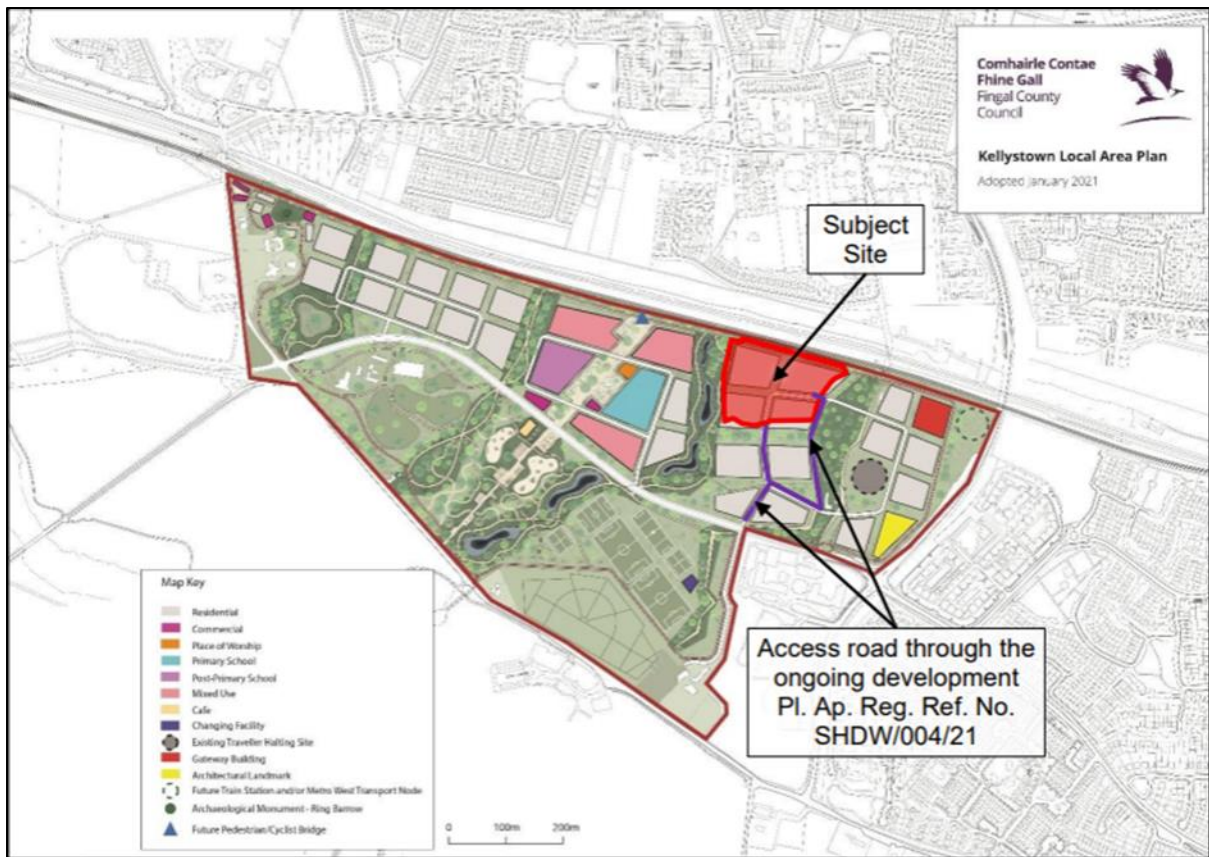 Comhairle Contae
Fhine Gall
Fingal County
Council
Kellystown Local Area Plan
Adopted January 2021
Subject
Site
Access road through the
ongoing development
Pl. Ap. Reg. Ref. No.
SHDW/004/21
Map Key
Residential
Commercial
Place of Worship
Primary School
Post-Primary School
Mixed Use
Cafe
Changing Facility
Existing Traveller Halting Site
Gateway Building
Architectural Landmark
Future Train Station and/or Metro West Transport Node
Archaeological Monument - Ring Barrow
Future Pedestrian/Cyclist Bridge
0 100m 200m